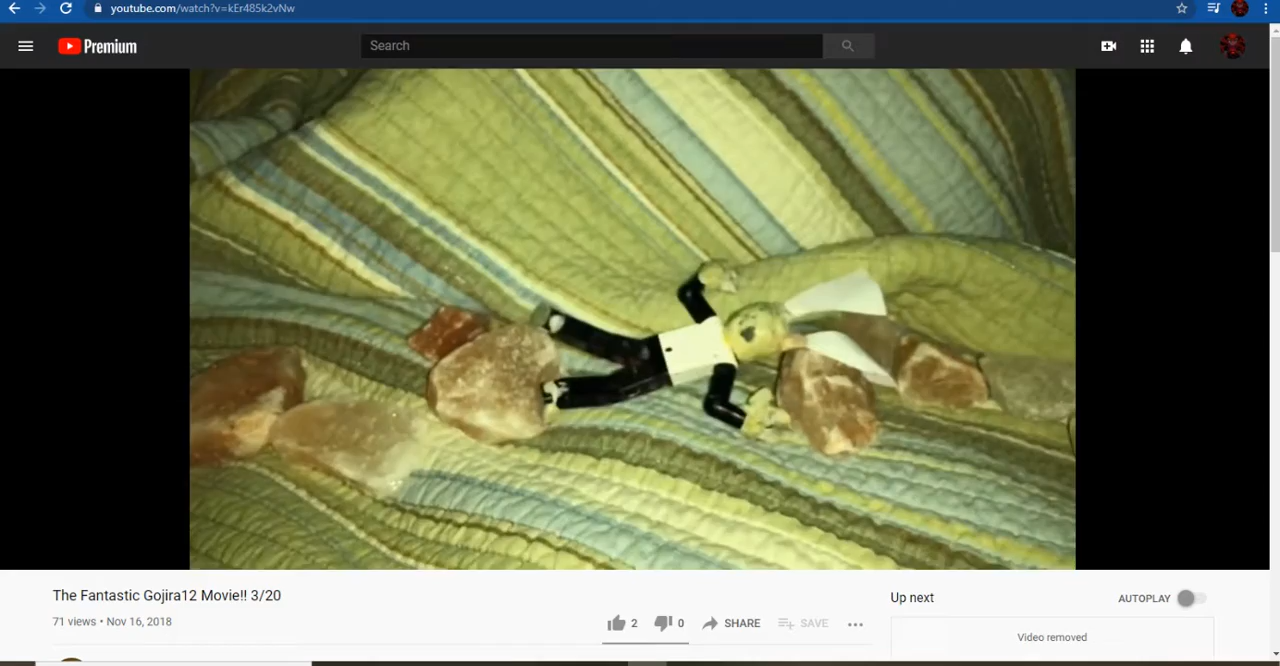 youtube.com/watch?v=kEr485k2vNw
Premium
Search
The Fantastic Gojira12 Movie!! 3/20
71 views • Nov 16, 2018
2
0
SHARE
SAVE
Up next
AUTOPLAY
Video removed